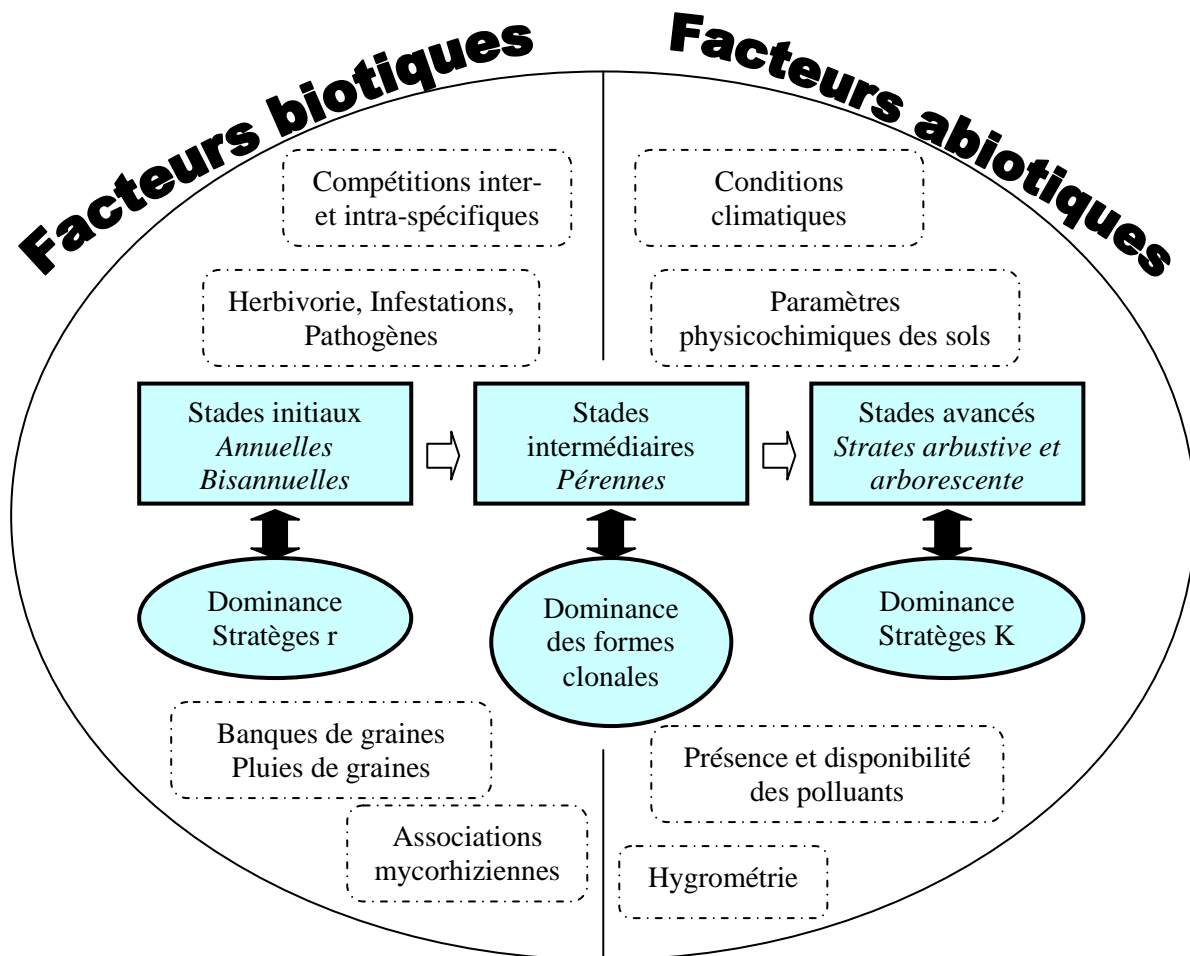 Facteurs biotiques
Facteurs abiotiques
Compétitions inter-
et intra-spécifiques
Conditions
climatiques
Herbivorie, Infestations,
Pathogènes
Paramètres
physicochimiques des sols
Stades initiaux
Annuelles
Bisannuelles
Stades
intermédiaires
Pérennes
Stades avancés
Strates arbustive et
arborescente
Dominance
Stratèges r
Dominance
des formes
clonales
Dominance
Stratèges K
Banques de graines
Pluies de graines
Présence et disponibilité
des polluants
Associations
mycorhiziennes
Hygrométrie